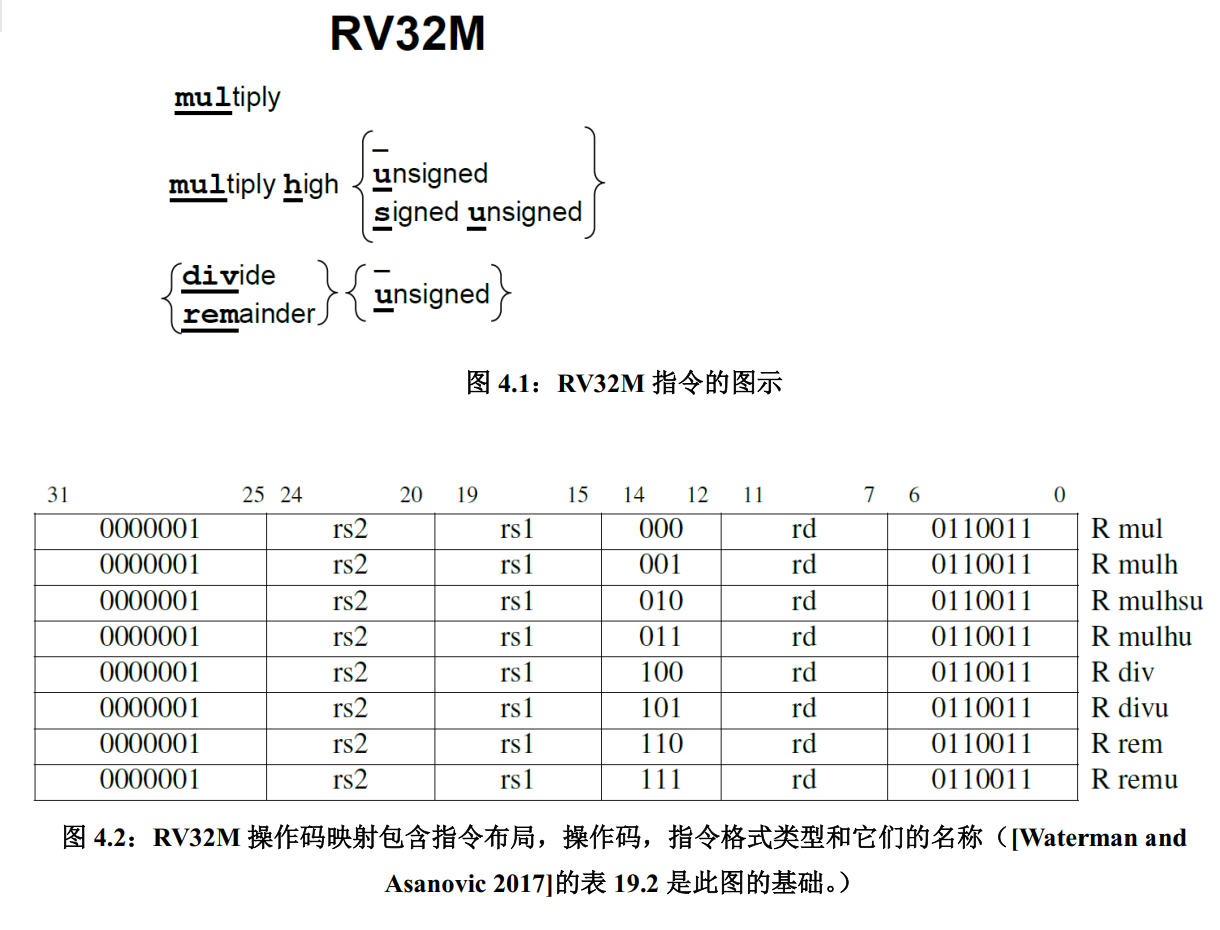 RV32M
multiply
multiply high { – unsigned signed unsigned }
{ divide remainder } { – unsigned }
图 4.1：RV32M 指令的图示
31 25 24 20 19 15 14 12 11 7 6 0
0000001 rs2 rs1 000 rd 0110011 R mul
0000001 rs2 rs1 001 rd 0110011 R mulh
0000001 rs2 rs1 010 rd 0110011 R mulhsu
0000001 rs2 rs1 011 rd 0110011 R mulhu
0000001 rs2 rs1 100 rd 0110011 R div
0000001 rs2 rs1 101 rd 0110011 R divu
0000001 rs2 rs1 110 rd 0110011 R rem
0000001 rs2 rs1 111 rd 0110011 R remu
图 4.2：RV32M 操作码映射包含指令布局，操作码，指令格式类型和它们的名称（[Waterman and
Asanovic 2017]的表 19.2 是此图的基础。）